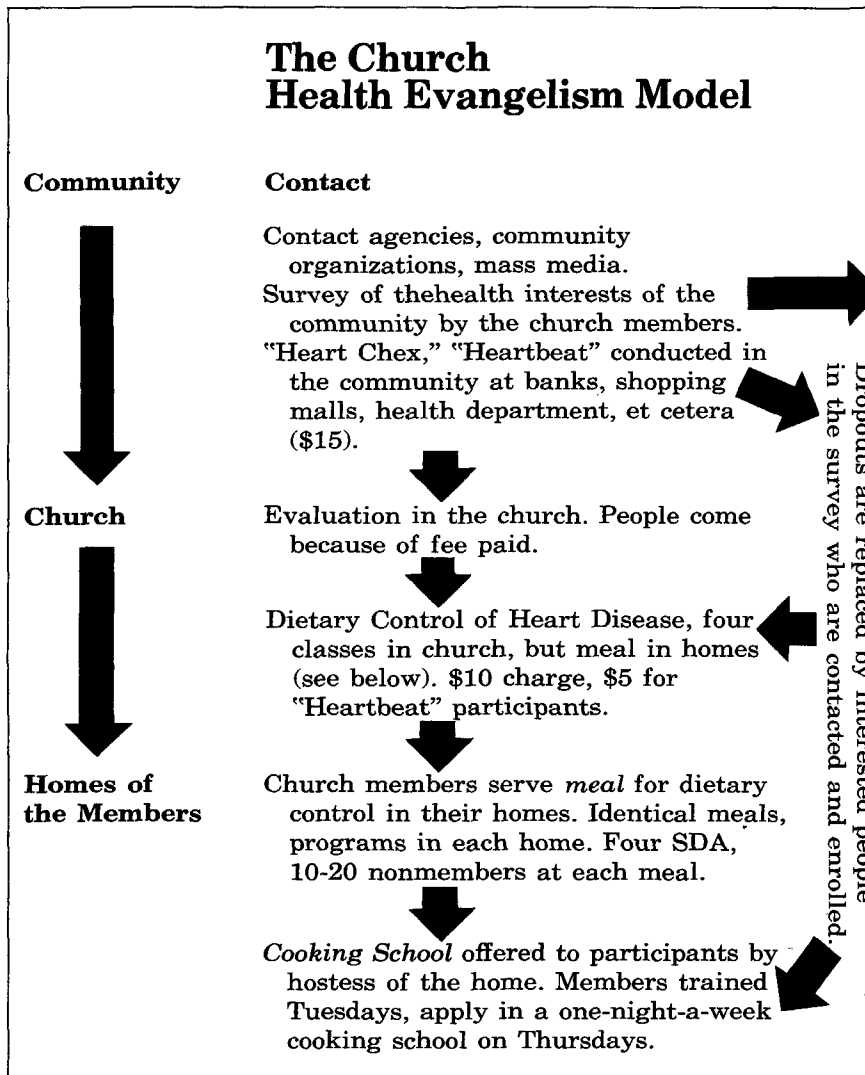 The Church
Health Evangelism Model
Community
Contact
Contact agencies, community
organizations, mass media.
Survey of thehealth interests of the
community by the church members.
"Heart Chex," "Heartbeat" conducted in
the community at banks, shopping
malls, health department, et cetera
($15).
Church
Evaluation in the church. People come
because of fee paid.
Dietary Control of Heart Disease, four
classes in church, but meal in homes
(see below). $10 charge, $5 for
"Heartbeat" participants.
Homes of
the Members
Church members serve meal for dietary
control in their homes. Identical meals,
programs in each home. Four SDA,
10-20 nonmembers at each meal.
Cooking School offered to participants by
hostess of the home. Members trained
Tuesdays, apply in a one-night-a-week
cooking school on Thursdays.
Dropouts are replaced by interested people
in the survey who are contacted and enrolled.